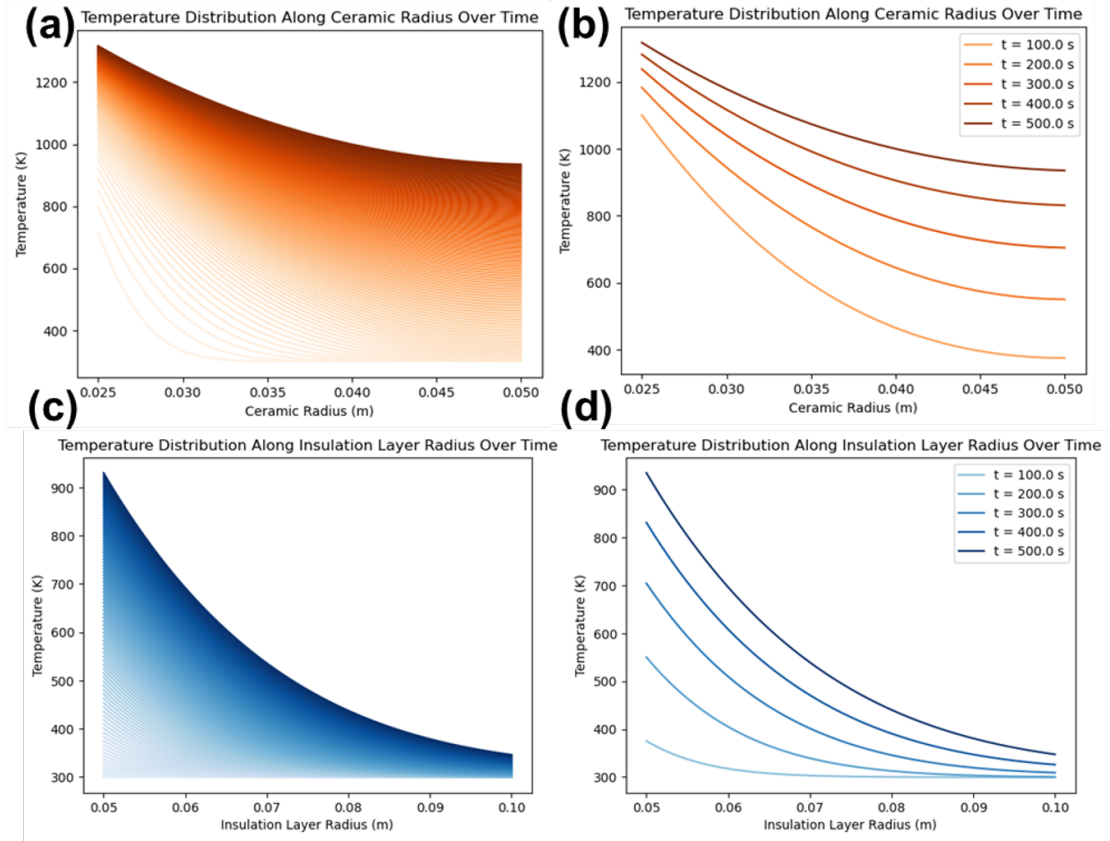 (a)
Temperature Distribution Along Ceramic Radius Over Time
1200
1000
800
600
400
Temperature (K)
0.025 0.030 0.035 0.040 0.045 0.050
Ceramic Radius (m)
(b)
Temperature Distribution Along Ceramic Radius Over Time
t = 100.0 s
t = 200.0 s
t = 300.0 s
t = 400.0 s
t = 500.0 s
1200
1000
800
600
400
Temperature (K)
0.025 0.030 0.035 0.040 0.045 0.050
Ceramic Radius (m)
(c)
Temperature Distribution Along Insulation Layer Radius Over Time
900
800
700
600
500
400
300
Temperature (K)
0.05 0.06 0.07 0.08 0.09 0.10
Insulation Layer Radius (m)
(d)
Temperature Distribution Along Insulation Layer Radius Over Time
t = 100.0 s
t = 200.0 s
t = 300.0 s
t = 400.0 s
t = 500.0 s
900
800
700
600
500
400
300
Temperature (K)
0.05 0.06 0.07 0.08 0.09 0.10
Insulation Layer Radius (m)